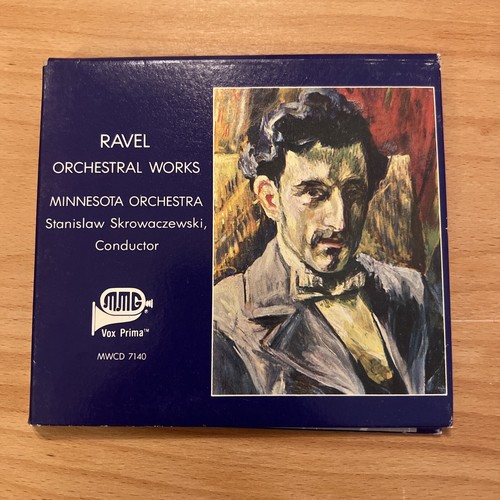 RAVEL
ORCHESTRAL WORKS
MINNESOTA ORCHESTRA
Stanislaw Skrowaczewski,
Conductor
MMG®
Vox Prima™
MWCD 7140